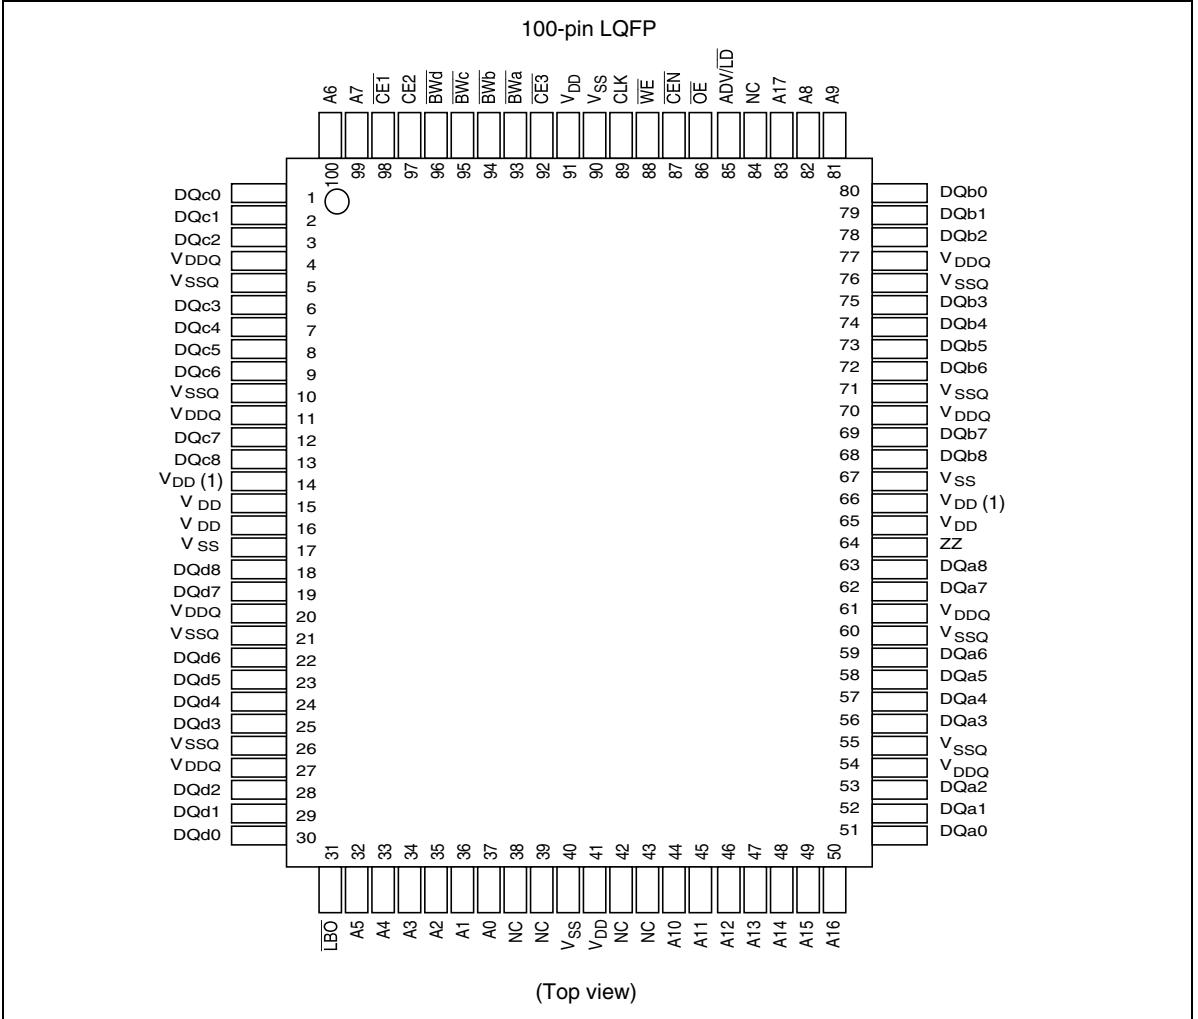 100-pin LQFP
A6 A7 CE1 CE2 BWd BWc BWb BWa CE3 VDD VSS CLK WE CEN OE ADV/LD NC A17 A8 A9
100 99 98 97 96 95 94 93 92 91 90 89 88 87 86 85 84 83 82 81
DQc0 1 80 DQb0
DQc1 2 79 DQb1
DQc2 3 78 DQb2
VDDQ 4 77 VDDQ
VSSQ 5 76 VSSQ
DQc3 6 75 DQb3
DQc4 7 74 DQb4
DQc5 8 73 DQb5
DQc6 9 72 DQb6
VSSQ 10 71 VSSQ
VDDQ 11 70 VDDQ
DQc7 12 69 DQb7
DQc8 13 68 DQb8
VDD (1) 14 67 VSS
VDD 15 66 VDD (1)
VDD 16 65 VDD
VSS 17 64 ZZ
DQd8 18 63 DQa8
DQd7 19 62 DQa7
VDDQ 20 61 VDDQ
VSSQ 21 60 VSSQ
DQd6 22 59 DQa6
DQd5 23 58 DQa5
DQd4 24 57 DQa4
DQd3 25 56 DQa3
VSSQ 26 55 VSSQ
VDDQ 27 54 VDDQ
DQd2 28 53 DQa2
DQd1 29 52 DQa1
DQd0 30 51 DQa0
31 32 33 34 35 36 37 38 39 40 41 42 43 44 45 46 47 48 49 50
LBO A5 A4 A3 A2 A1 A0 NC NC VSS VDD NC NC A10 A11 A12 A13 A14 A15 A16
(Top view)